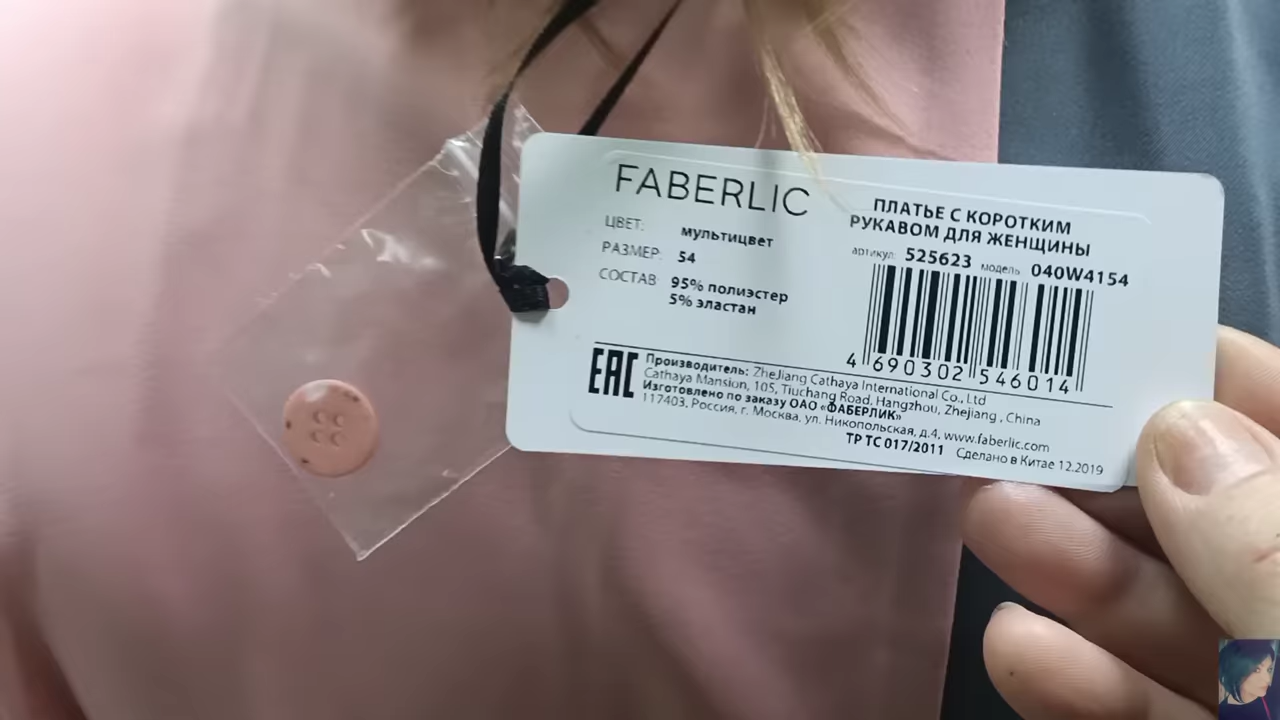 FABERLIC
ЦВЕТ: мультицвет
РАЗМЕР: 54
СОСТАВ: 95% полиэстер
5% эластан
ПЛАТЬЕ С КОРОТКИМ
РУКАВОМ ДЛЯ ЖЕНЩИНЫ
артикул: 525623 модель 040W4154
4 690302 546014
EAC
Производитель: ZheJiang Cathaya International Co., Ltd
Cathaya Mansion, 105, Tiuchang Road, Hangzhou, Zhejiang , China
Изготовлено по заказу ОАО «ФАБЕРЛИК»
117403, Россия, г. Москва, ул. Никопольская, д.4, www.faberlic.com
ТР ТС 017/2011 Сделано в Китае 12.2019